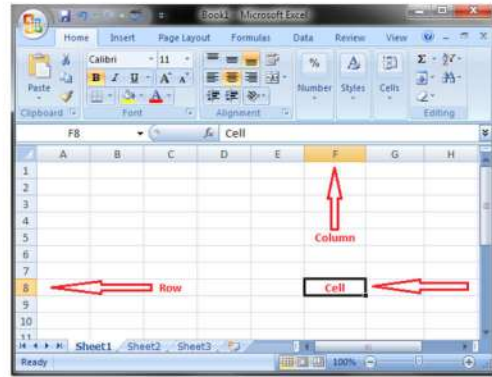 Book1 - Microsoft Excel
Home Insert Page Layout Formulas Data Review View
Calibri 11
Paste B I U A A % Number Styles Cells Σ
Clipboard Font Alignment Editing
F8 fx Cell
A B C D E F G H
1
2
3
4
5 Column
6
7
8 Row Cell
9
10
11
Sheet1 Sheet2 Sheet3
Ready 100%